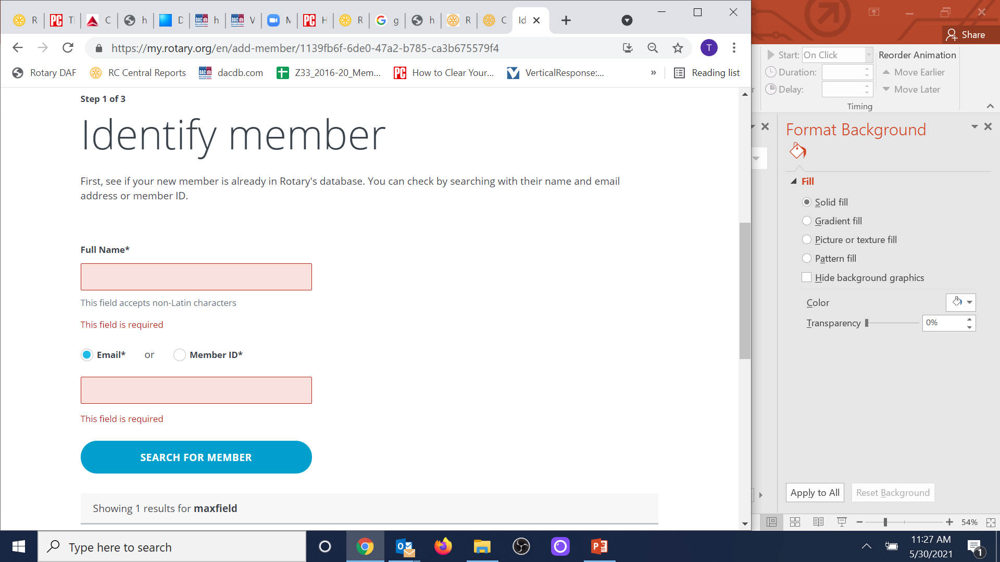 R
T
C
h
D
h
V
M
H
R
g
h
R
C
Id
https://my.rotary.org/en/add-member/1139fb6f-6de0-47a2-b785-ca3b675579f4
T
Rotary DAF
RC Central Reports
dacdb.com
Z33_2016-20_Mem...
How to Clear Your...
VerticalResponse:...
»
Reading list
Step 1 of 3
Identify member
First, see if your new member is already in Rotary's database. You can check by searching with their name and email
address or member ID.
Full Name*
This field accepts non-Latin characters
This field is required
Email* or Member ID*
This field is required
SEARCH FOR MEMBER
Showing 1 results for maxfield
Share
Start: On Click
Reorder Animation
Duration:
Move Earlier
Delay:
Move Later
Timing
Format Background
Fill
Solid fill
Gradient fill
Picture or texture fill
Pattern fill
Hide background graphics
Color
Transparency 0%
Apply to All
Reset Background
54%
Type here to search
11:27 AM
5/30/2021
1